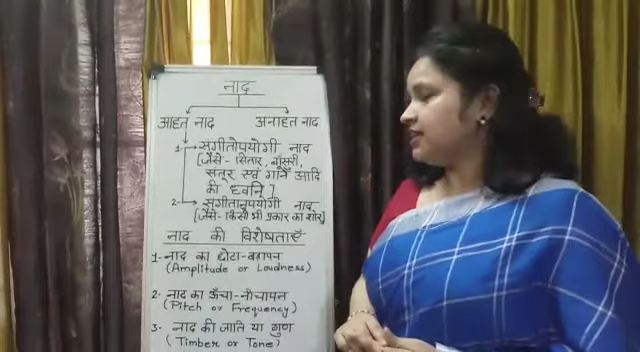 नाद
आहत नाद अनाहत नाद
1- संगीतोपयोगी नाद
[जैसे- सितार, बाँसुरी,
संतूर एवं गाने आदि
की ध्वनि]
2- संगीतानुपयोगी नाद
[जैसे- किसी भी प्रकार का शोर]
नाद की विशेषताएँ
1- नाद का छोटा-बड़ापन
(Amplitude or Loudness)
2- नाद का ऊँचा-नीचापन
(Pitch or Frequency)
3- नाद की जाति या गुण
(Timber or Tone)